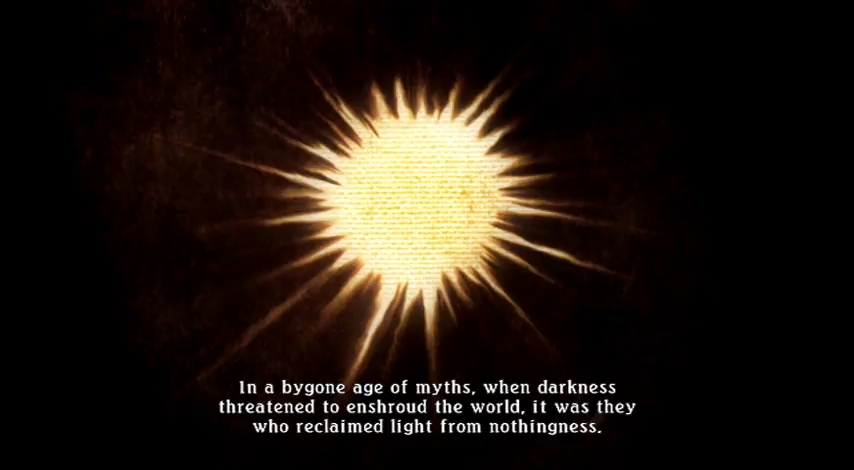 In a bygone age of myths, when darkness
threatened to enshroud the world, it was they
who reclaimed light from nothingness.